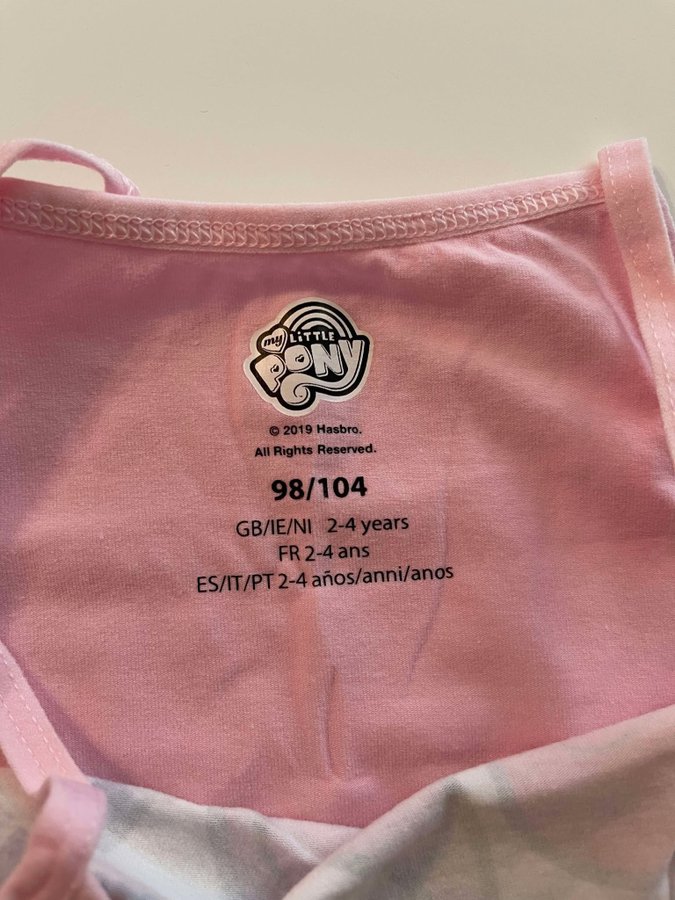 my LiTTLE
PONY
© 2019 Hasbro.
All Rights Reserved.
98/104
GB/IE/NI 2-4 years
FR 2-4 ans
ES/IT/PT 2-4 años/anni/anos